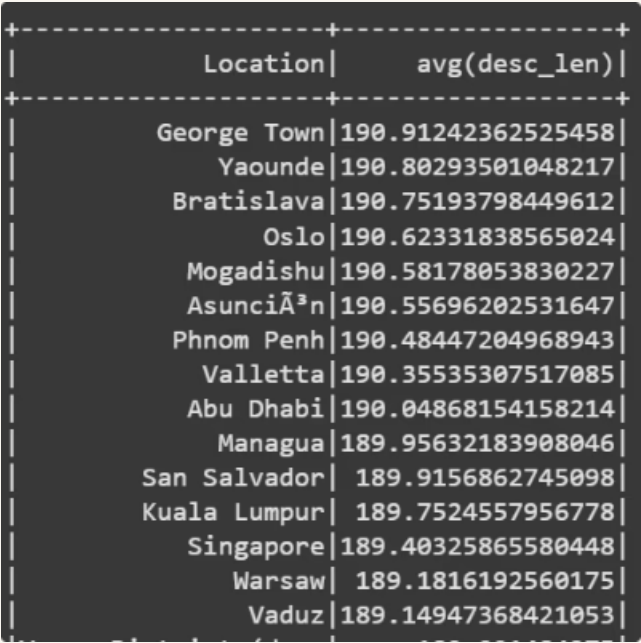 +--------------------+------------------+
|            Location|     avg(desc_len)|
+--------------------+------------------+
|         George Town|190.91242362525458|
|             Yaounde|190.80293501048217|
|          Bratislava|190.75193798449612|
|                Oslo|190.62331838565024|
|           Mogadishu|190.58178053830227|
|           AsunciÃ³n|190.55696202531647|
|          Phnom Penh|190.48447204968943|
|            Valletta|190.35535307517085|
|           Abu Dhabi|190.04868154158214|
|             Managua|189.95632183908046|
|        San Salvador| 189.9156862745098|
|        Kuala Lumpur| 189.7524557956778|
|           Singapore|189.40325865580448|
|              Warsaw| 189.1816192560175|
|               Vaduz|189.14947368421053|